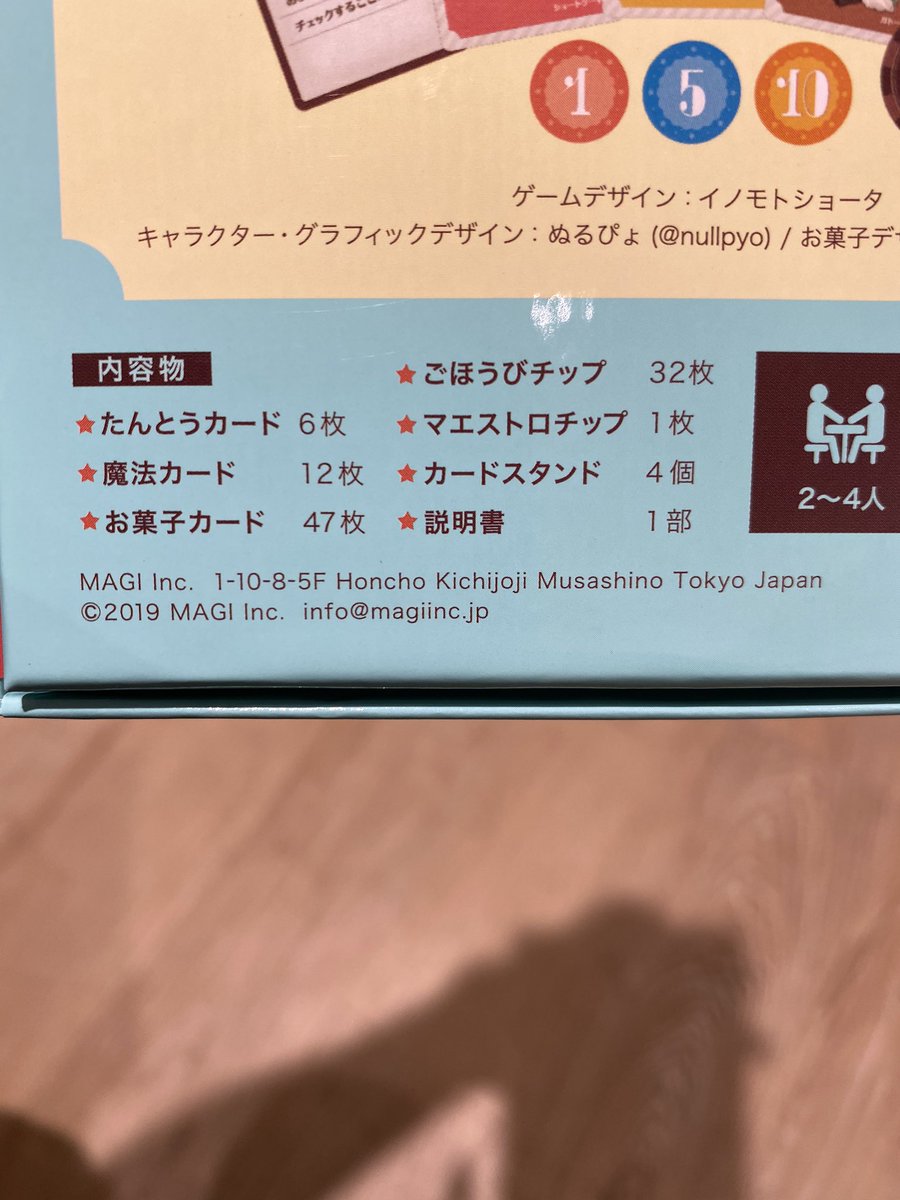 チェックするここ
ショートケー
1
5
10
ゲームデザイン：イノモトショータ
キャラクター・グラフィックデザイン：ぬるぴょ (@nullpyo) / お菓子デ
内容物
★たんとうカード 6枚
★魔法カード 12枚
★お菓子カード 47枚
★ごほうびチップ 32枚
★マエストロチップ 1枚
★カードスタンド 4個
★説明書 1部
2〜4人
MAGI Inc. 1-10-8-5F Honcho Kichijoji Musashino Tokyo Japan
©2019 MAGI Inc. info@magiinc.jp